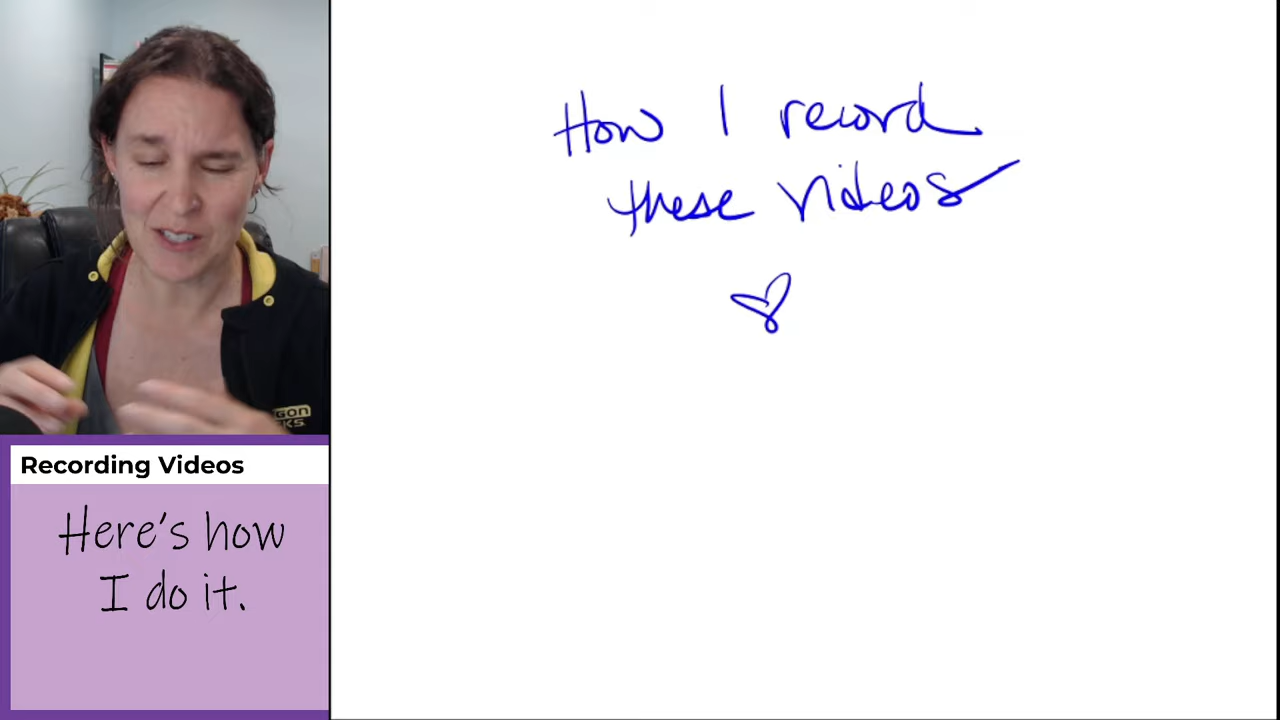 How I record
these videos
Recording Videos
Here's how
I do it.